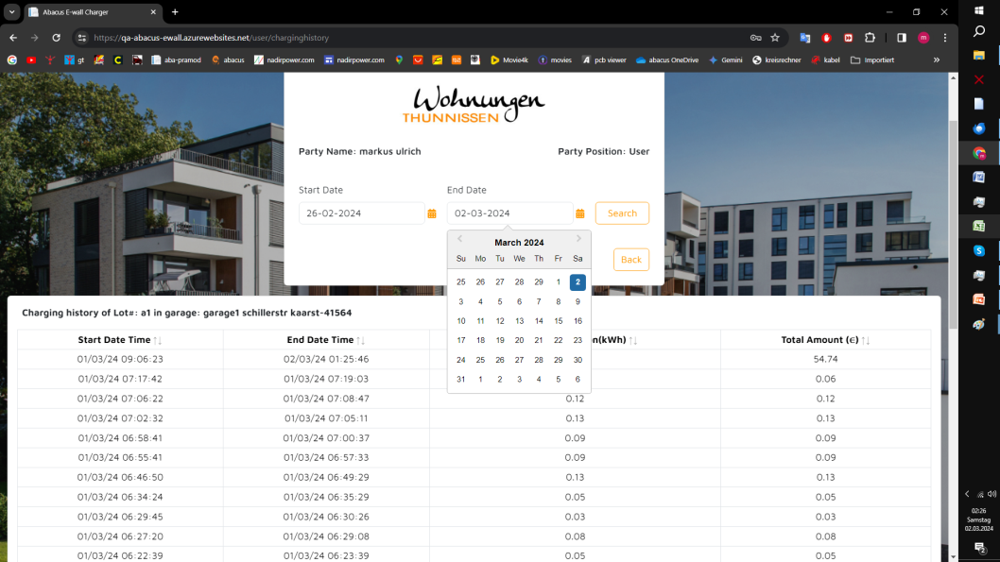 Abacus E-wall Charger
https://qa-abacus-ewall.azurewebsites.net/user/charginghistory
gt
aba-pramod
abacus
nadirpower.com
nadirpower.com
Movie4k
movies
pcb viewer
abacus OneDrive
Gemini
kreisrechner
kabel
Importiert
Wohnungen
THUNNISSEN
Party Name: markus ulrich Party Position: User
Start Date End Date
26-02-2024 02-03-2024 Search
Back
March 2024
Su Mo Tu We Th Fr Sa
25 26 27 28 29 1 2
3 4 5 6 7 8 9
10 11 12 13 14 15 16
17 18 19 20 21 22 23
24 25 26 27 28 29 30
31 1 2 3 4 5 6
Charging history of Lot#: a1 in garage: garage1 schillerstr kaarst-41564
Start Date Time End Date Time n(kWh) Total Amount (€)
01/03/24 09:06:23 02/03/24 01:25:46 54.74
01/03/24 07:17:42 01/03/24 07:19:03 0.06
01/03/24 07:06:22 01/03/24 07:08:47 0.12 0.12
01/03/24 07:02:32 01/03/24 07:05:11 0.13 0.13
01/03/24 06:58:41 01/03/24 07:00:37 0.09 0.09
01/03/24 06:55:41 01/03/24 06:57:33 0.09 0.09
01/03/24 06:46:50 01/03/24 06:49:29 0.13 0.13
01/03/24 06:34:24 01/03/24 06:35:29 0.05 0.05
01/03/24 06:29:45 01/03/24 06:30:26 0.03 0.03
01/03/24 06:27:20 01/03/24 06:29:08 0.08 0.08
01/03/24 06:22:39 01/03/24 06:23:39 0.05 0.05
02:26
Samstag
02.03.2024